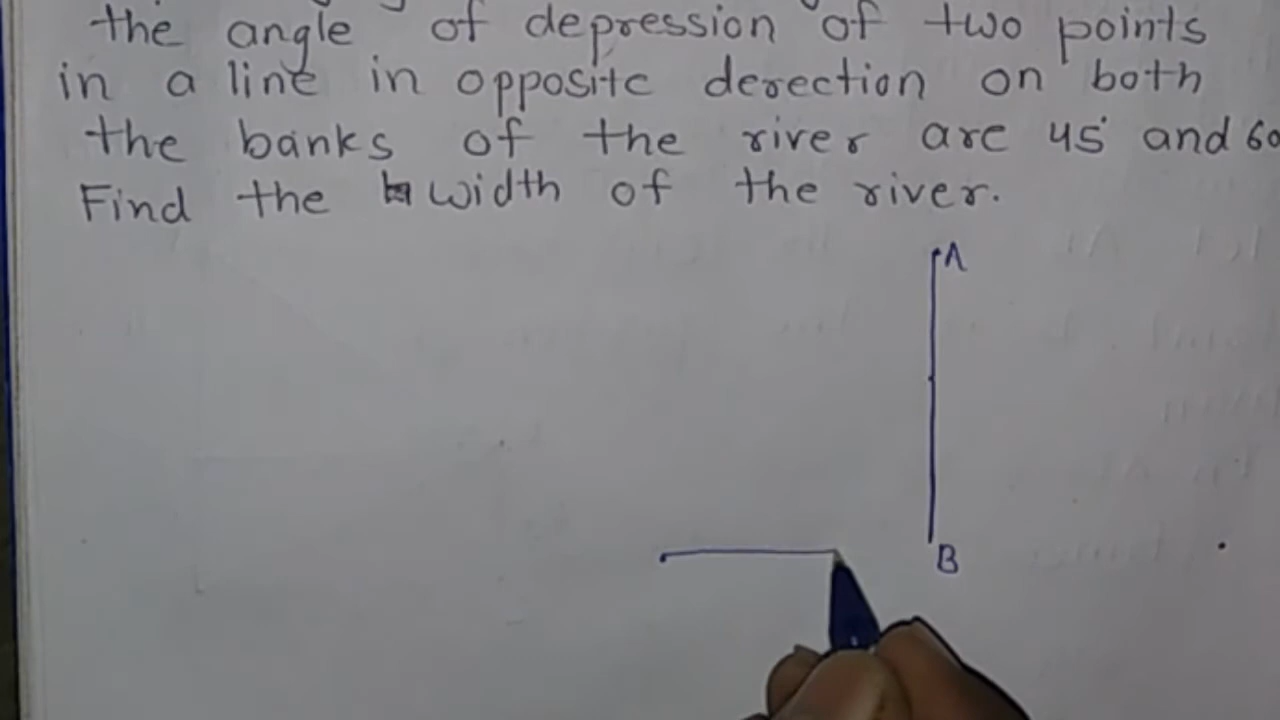 the angle of depression of two points
in a line in opposite derection on both
the banks of the river are 45° and 60
Find the width of the river.
A
B